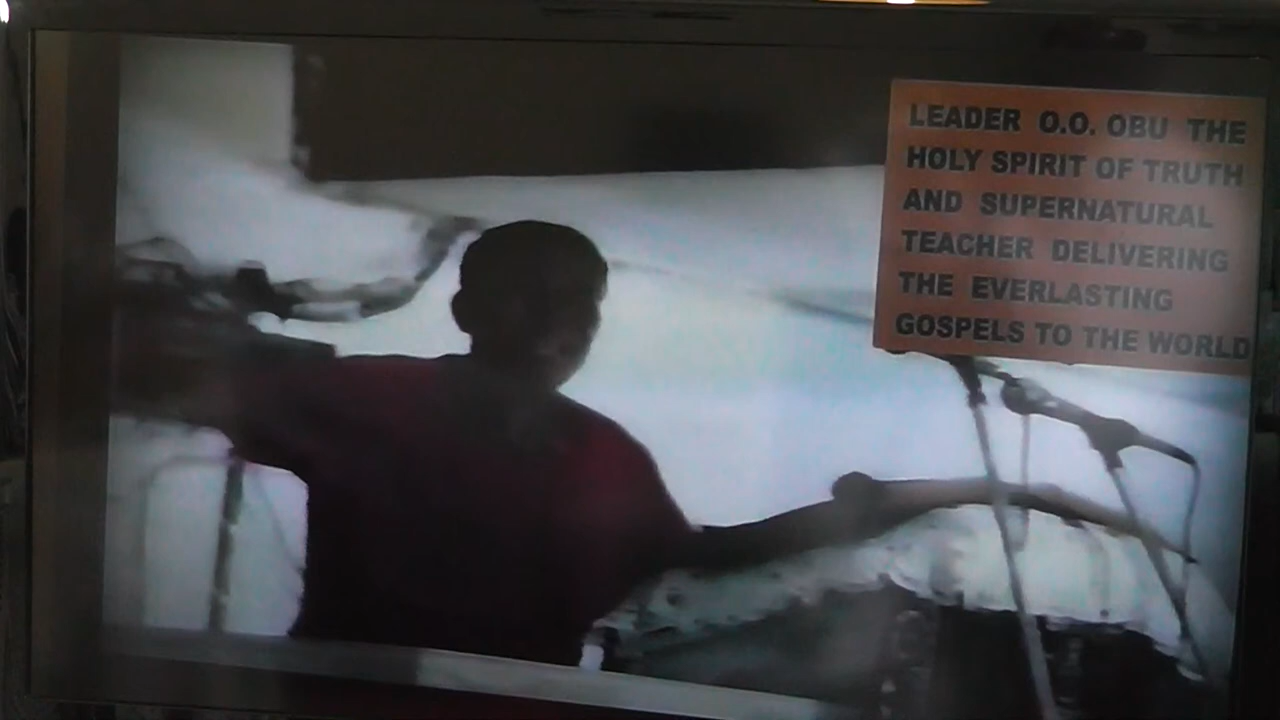 LEADER O.O. OBU THE
HOLY SPIRIT OF TRUTH
AND SUPERNATURAL
TEACHER DELIVERING
THE EVERLASTING
GOSPELS TO THE WORLD